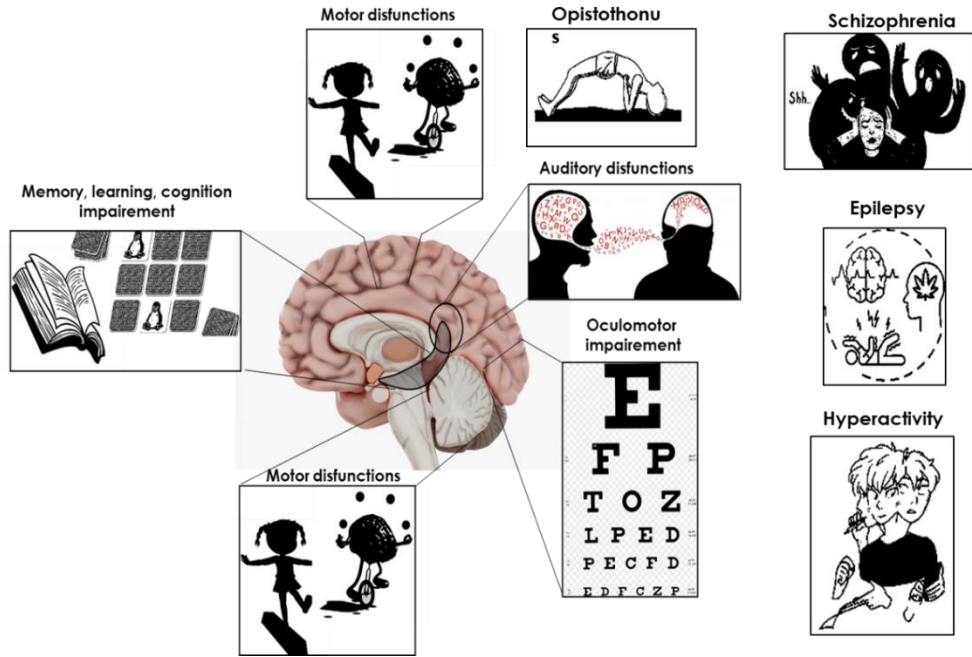 Motor disfunctions
Opistothonu
s
Schizophrenia
Shh..
Auditory disfunctions
Memory, learning, cognition
impairement
Epilepsy
Oculomotor
impairement
E
F P
T O Z
L P E D
P E C F D
E D F C Z P
Hyperactivity
Motor disfunctions